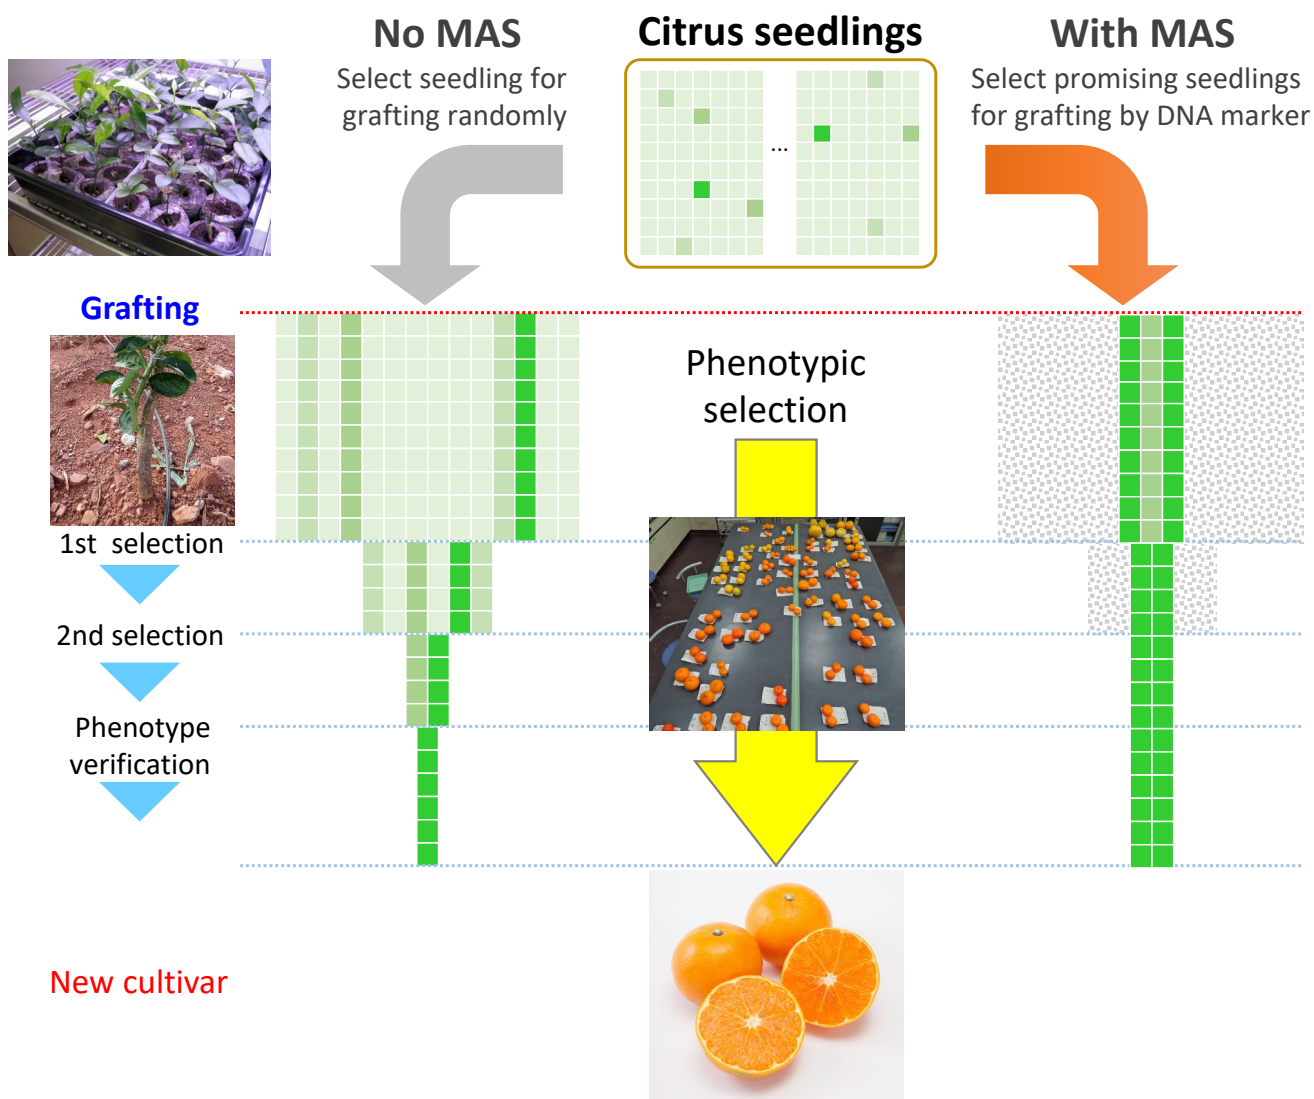 No MAS
Select seedling for
grafting randomly
Citrus seedlings
...
With MAS
Select promising seedlings
for grafting by DNA marker
Grafting
Phenotypic
selection
1st selection
2nd selection
Phenotype
verification
New cultivar